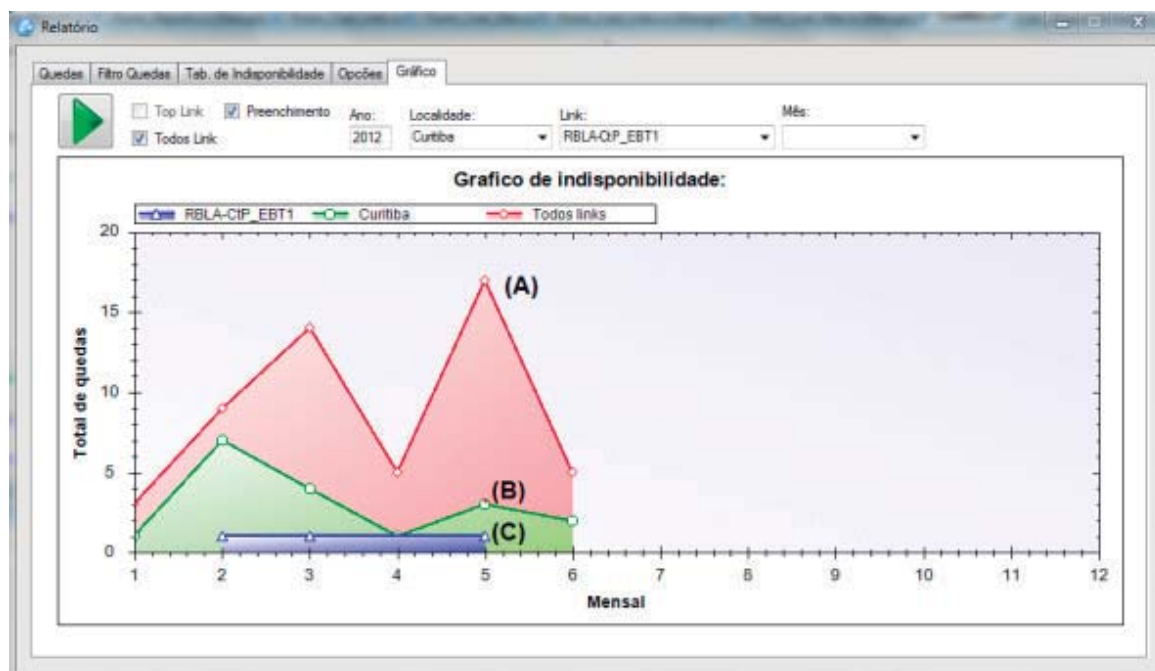 Relatório
Quedas Filtro Quedas Tab. de Indisponibilidade Opcões Gráfico
Top Link Preenchimento Ano: Localidade: Link: Mês:
Todos Link 2012 Curitiba RBLA-CtP_EBT1
Grafico de indisponibilidade:
RBLA-CtP_EBT1 Curitiba Todos links
20
15
10
5
0
Total de quedas
(A)
(B)
(C)
1 2 3 4 5 6 7 8 9 10 11 12
Mensal